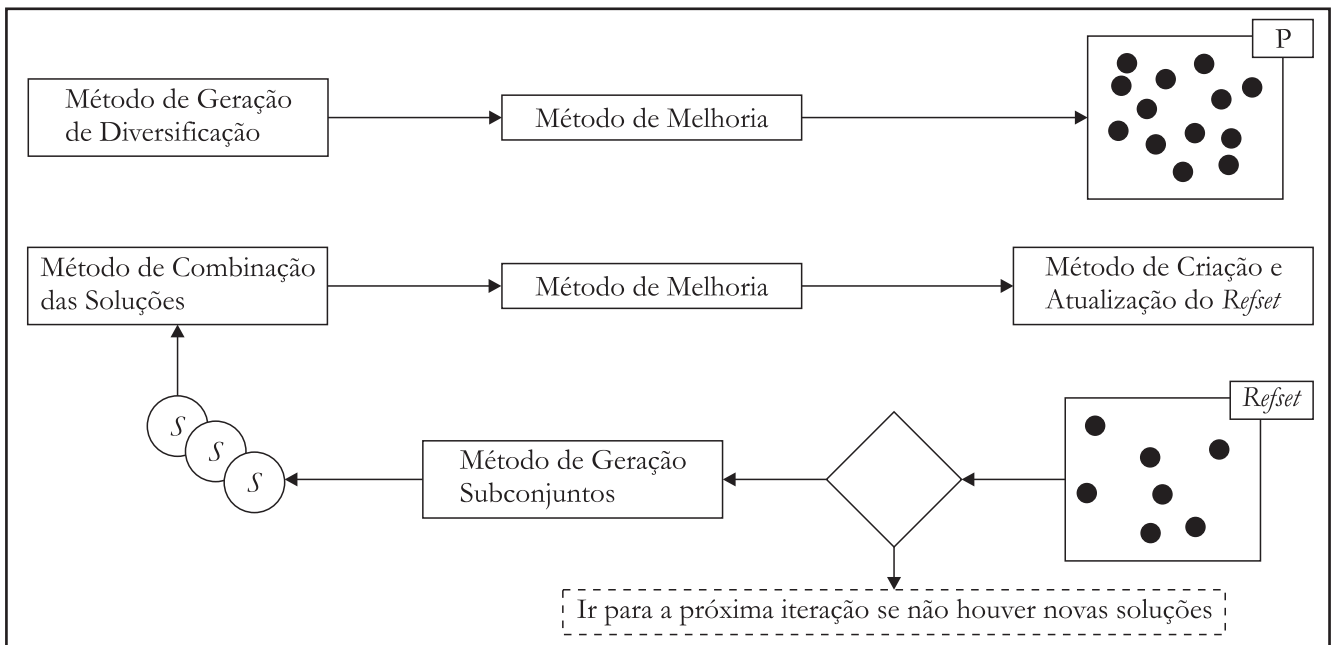 P
Método de Geração
de Diversificação
Método de Melhoria
Método de Combinação
das Soluções
Método de Melhoria
Método de Criação e
Atualização do Refset
Refset
S
S
S
Método de Geração
Subconjuntos
Ir para a próxima iteração se não houver novas soluções